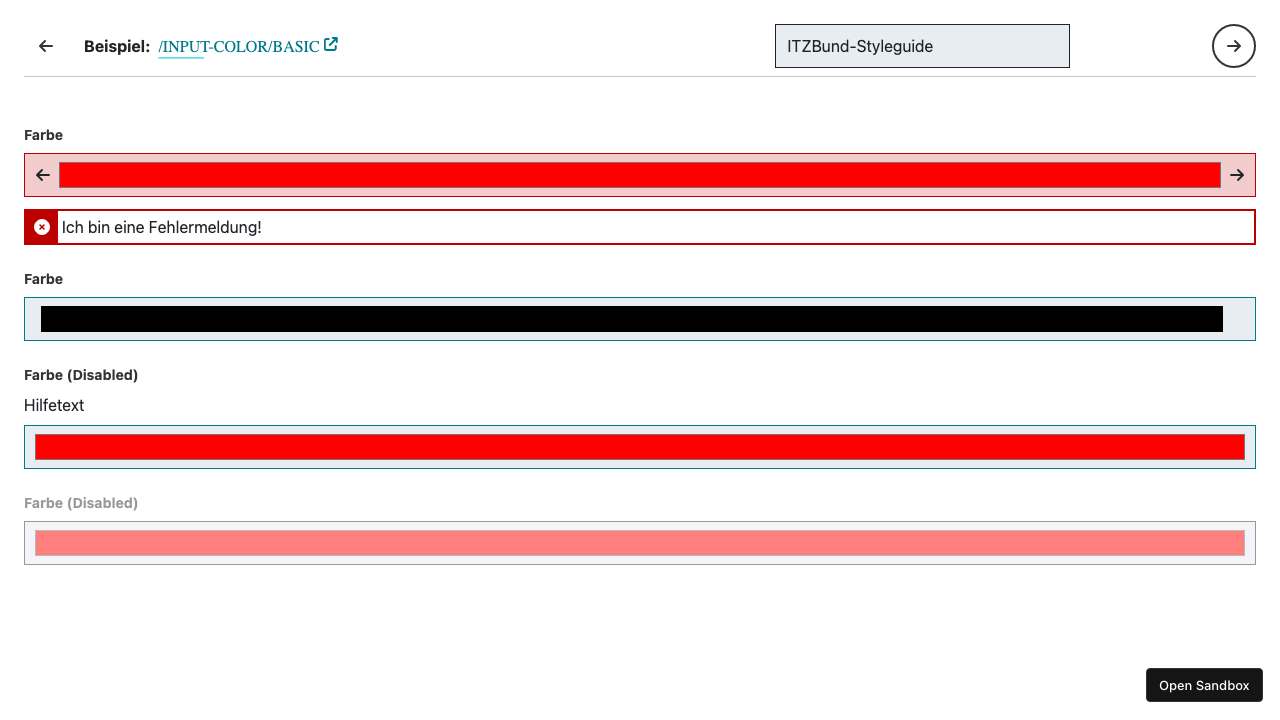 Beispiel: /INPUT-COLOR/BASIC
ITZBund-Styleguide
Farbe
Ich bin eine Fehlermeldung!
Farbe
Farbe (Disabled)
Hilfetext
Farbe (Disabled)
Open Sandbox